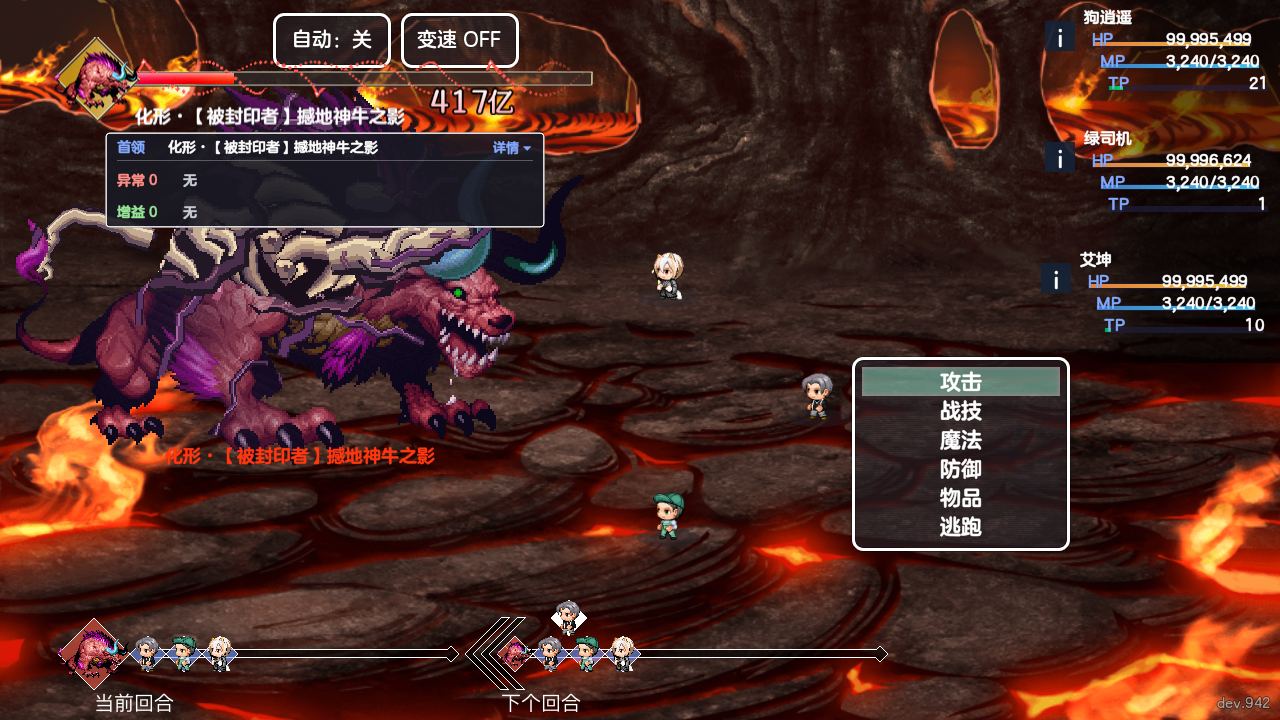 自动：关
变速 OFF
417亿
化形·【被封印者】撼地神牛之影
首领 化形·【被封印者】撼地神牛之影 详情
异常 0 无
增益 0 无
化形·【被封印者】撼地神牛之影
狗逍遥
HP 99,995,499
MP 3,240/3,240
TP 21
绿司机
HP 99,996,624
MP 3,240/3,240
TP 1
艾坤
HP 99,995,499
MP 3,240/3,240
TP 10
攻击
战技
魔法
防御
物品
逃跑
当前回合
下个回合
dev.942